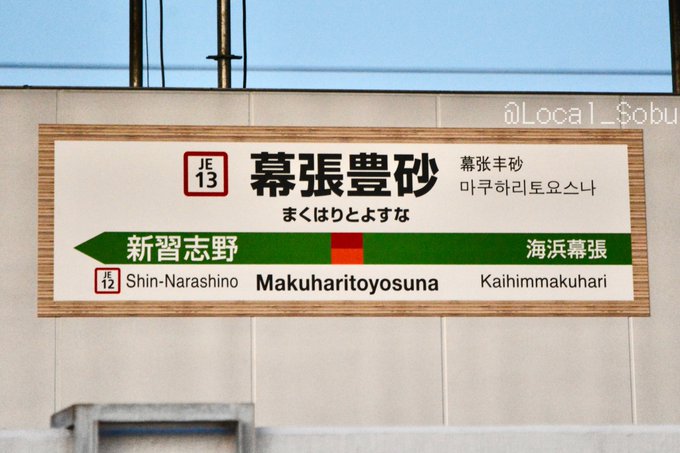 @Local_Sobu
JE
13
幕張豊砂
幕张丰砂
마쿠하리토요스나
まくはりとよすな
新習志野
海浜幕張
JE
12
Shin-Narashino
Makuharitoyosuna
Kaihimmakuhari